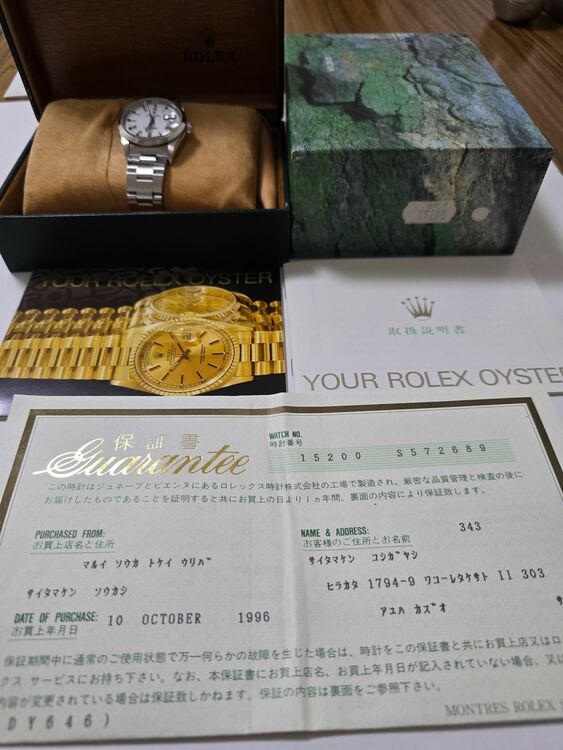 ROLEX
15200
YOUR ROLEX OYSTER
取扱説明書
YOUR ROLEX OYSTER
保証書
Guarantee
WATCH NO.
時計番号
15200 S572689
この時計はジュネーブとビエンヌにあるロレックス時計株式会社の工場で製造され、厳密な品質管理と検査の後に
お届けしたものであることを証明すると共にお買上の日より1ヵ年間、裏面の内容により保証致します。
PURCHASED FROM:
お買上店名と住所
マルイ ソウカ トケイ ウリバ
サイタマケン ソウカシ
DATE OF PURCHASE:
お買上年月日
10 OCTOBER 1996
NAME & ADDRESS:
お客様のご住所とお名前
343
サイタマケン コシガヤシ
ヒラカタ 1794-9 ワコーレタケサト II 303
アユハ カズオ
保証期間中に通常のご使用状態で万一何らかの故障を生じた場合は、時計をこの保証書と共にお買上店又はロ
ックス サービスにお持ち下さい。なお、本保証書にお買上店名、お買上年月日が記入されていない場合、又は
内容が変更されている場合は保証致しかねます。保証の内容は裏面をご参照下さい。
DY646)
MONTRES ROLEX S